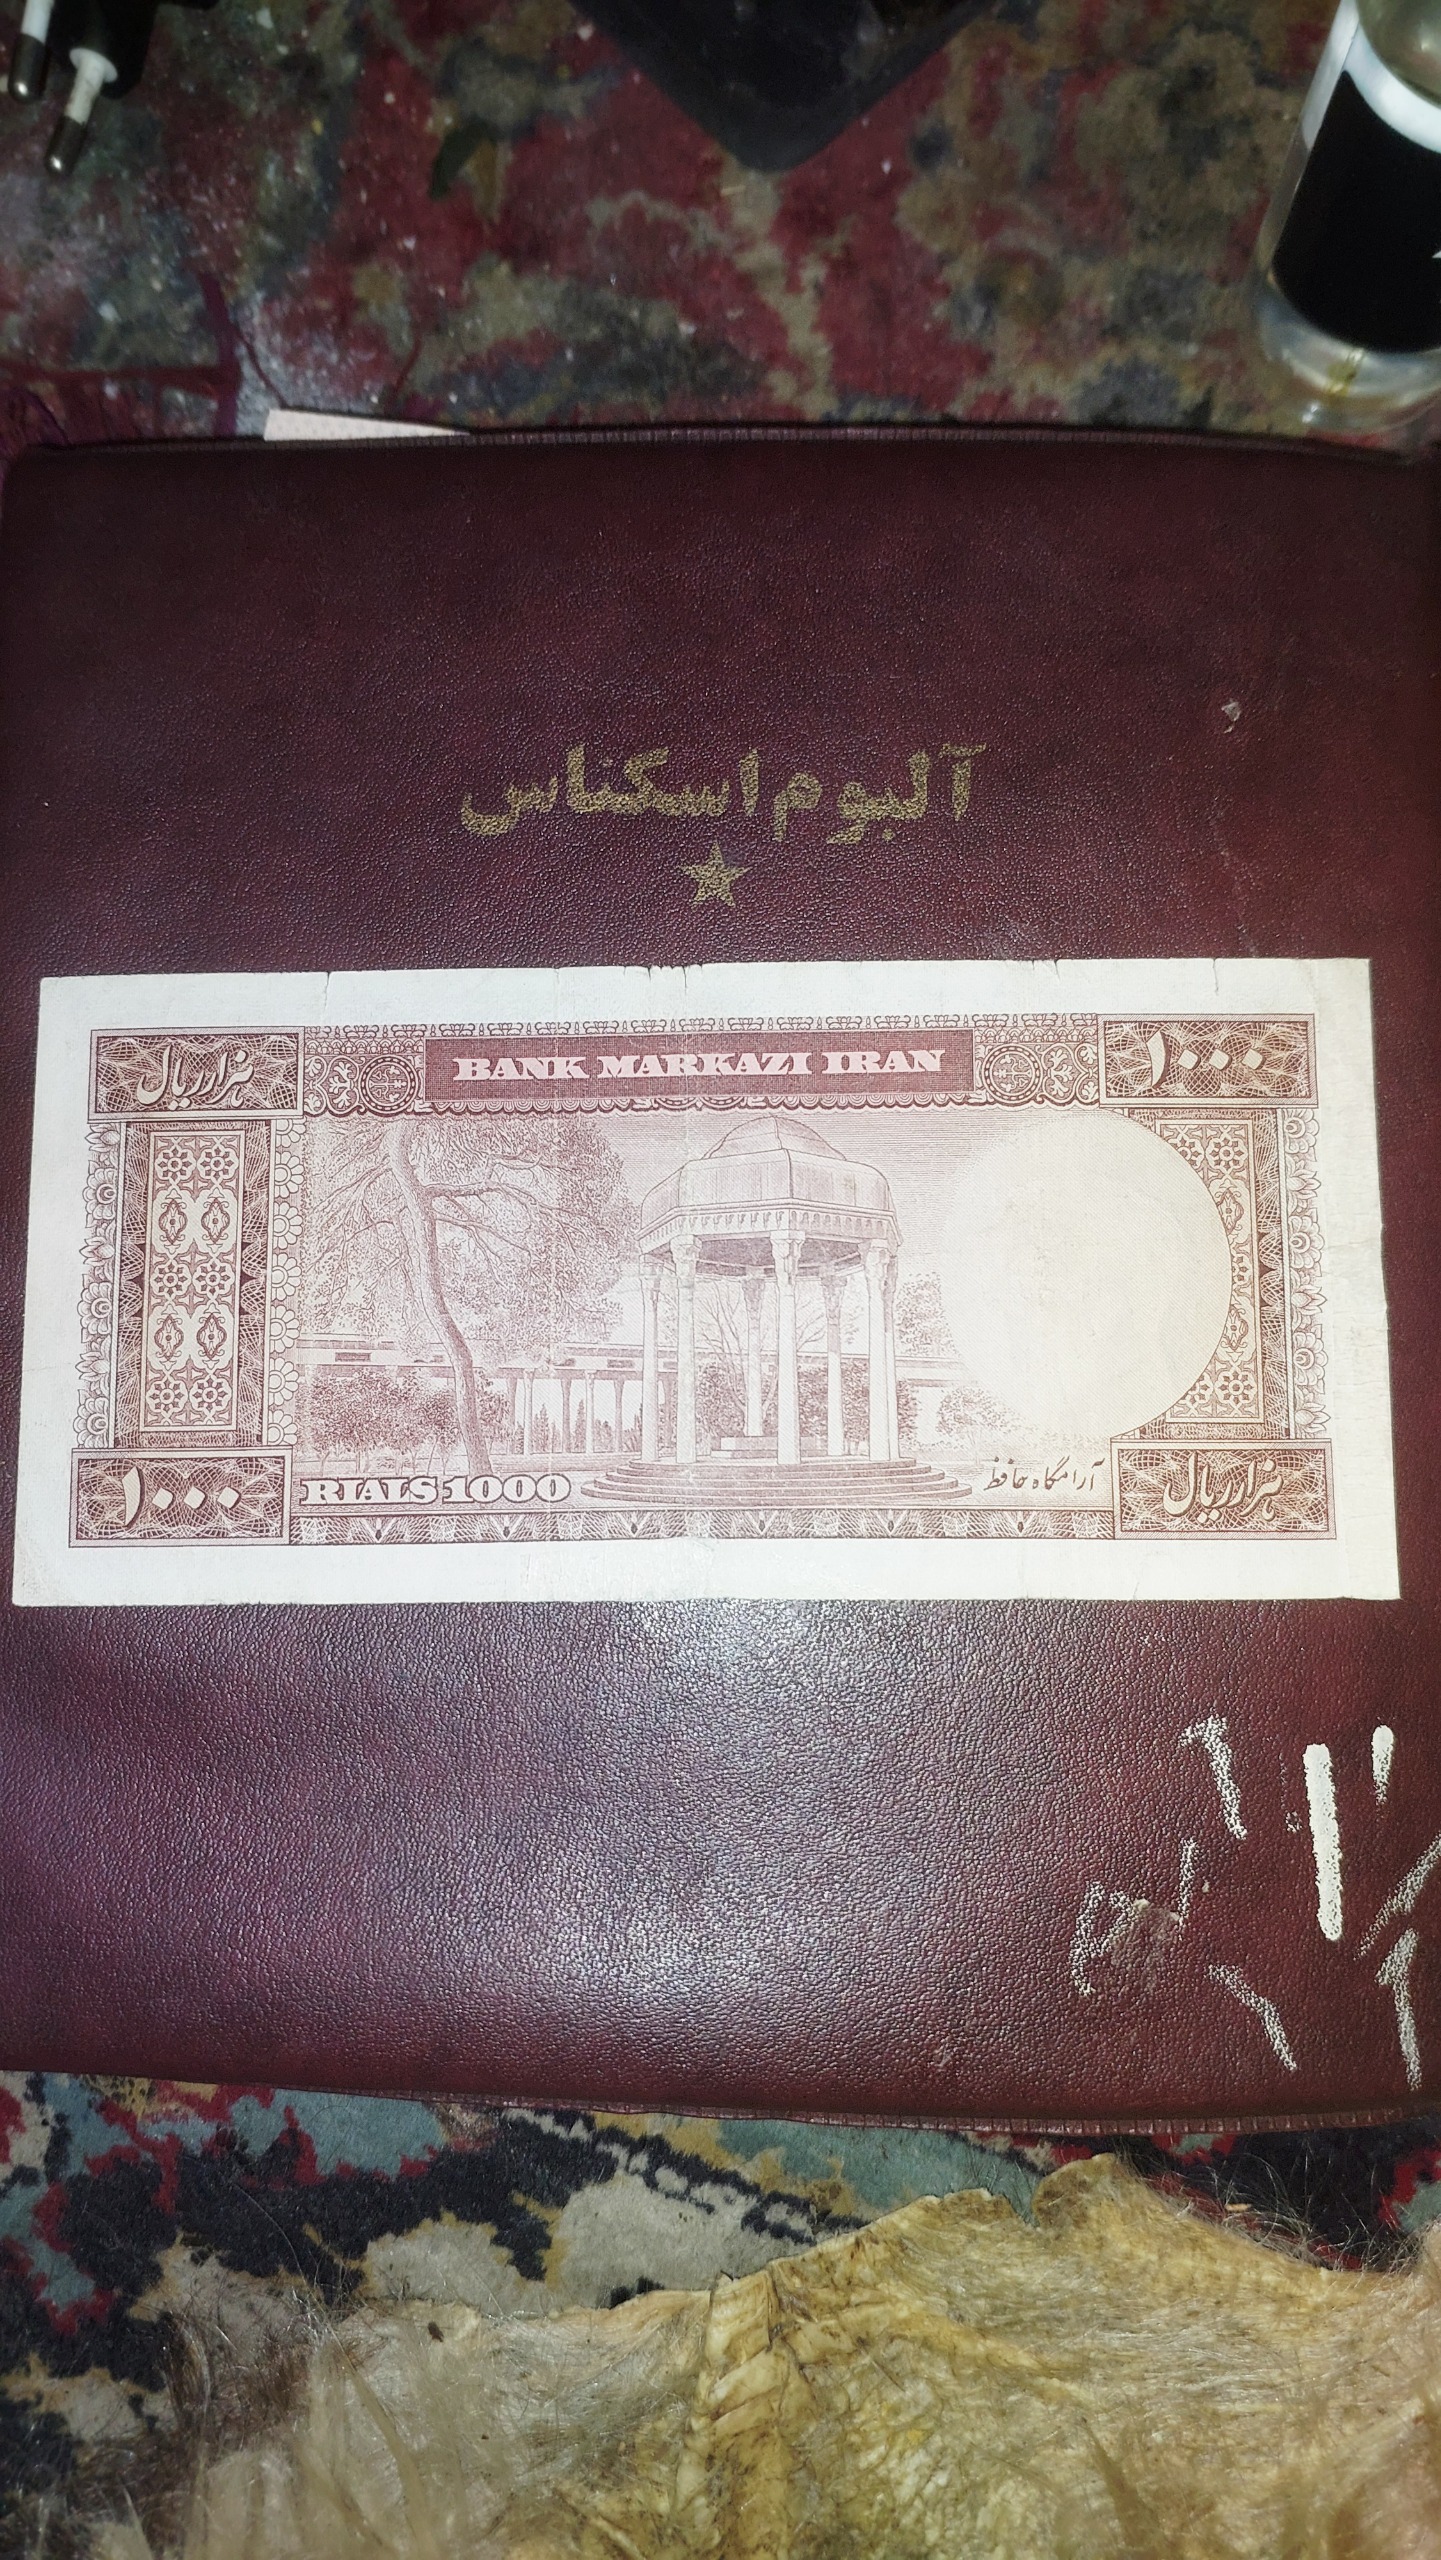 آلبوم اسکناس
هزار ریال
BANK MARKAZI IRAN
۱۰۰۰
۱۰۰۰
RIALS 1000
آرامگاه حافظ
هزار ریال